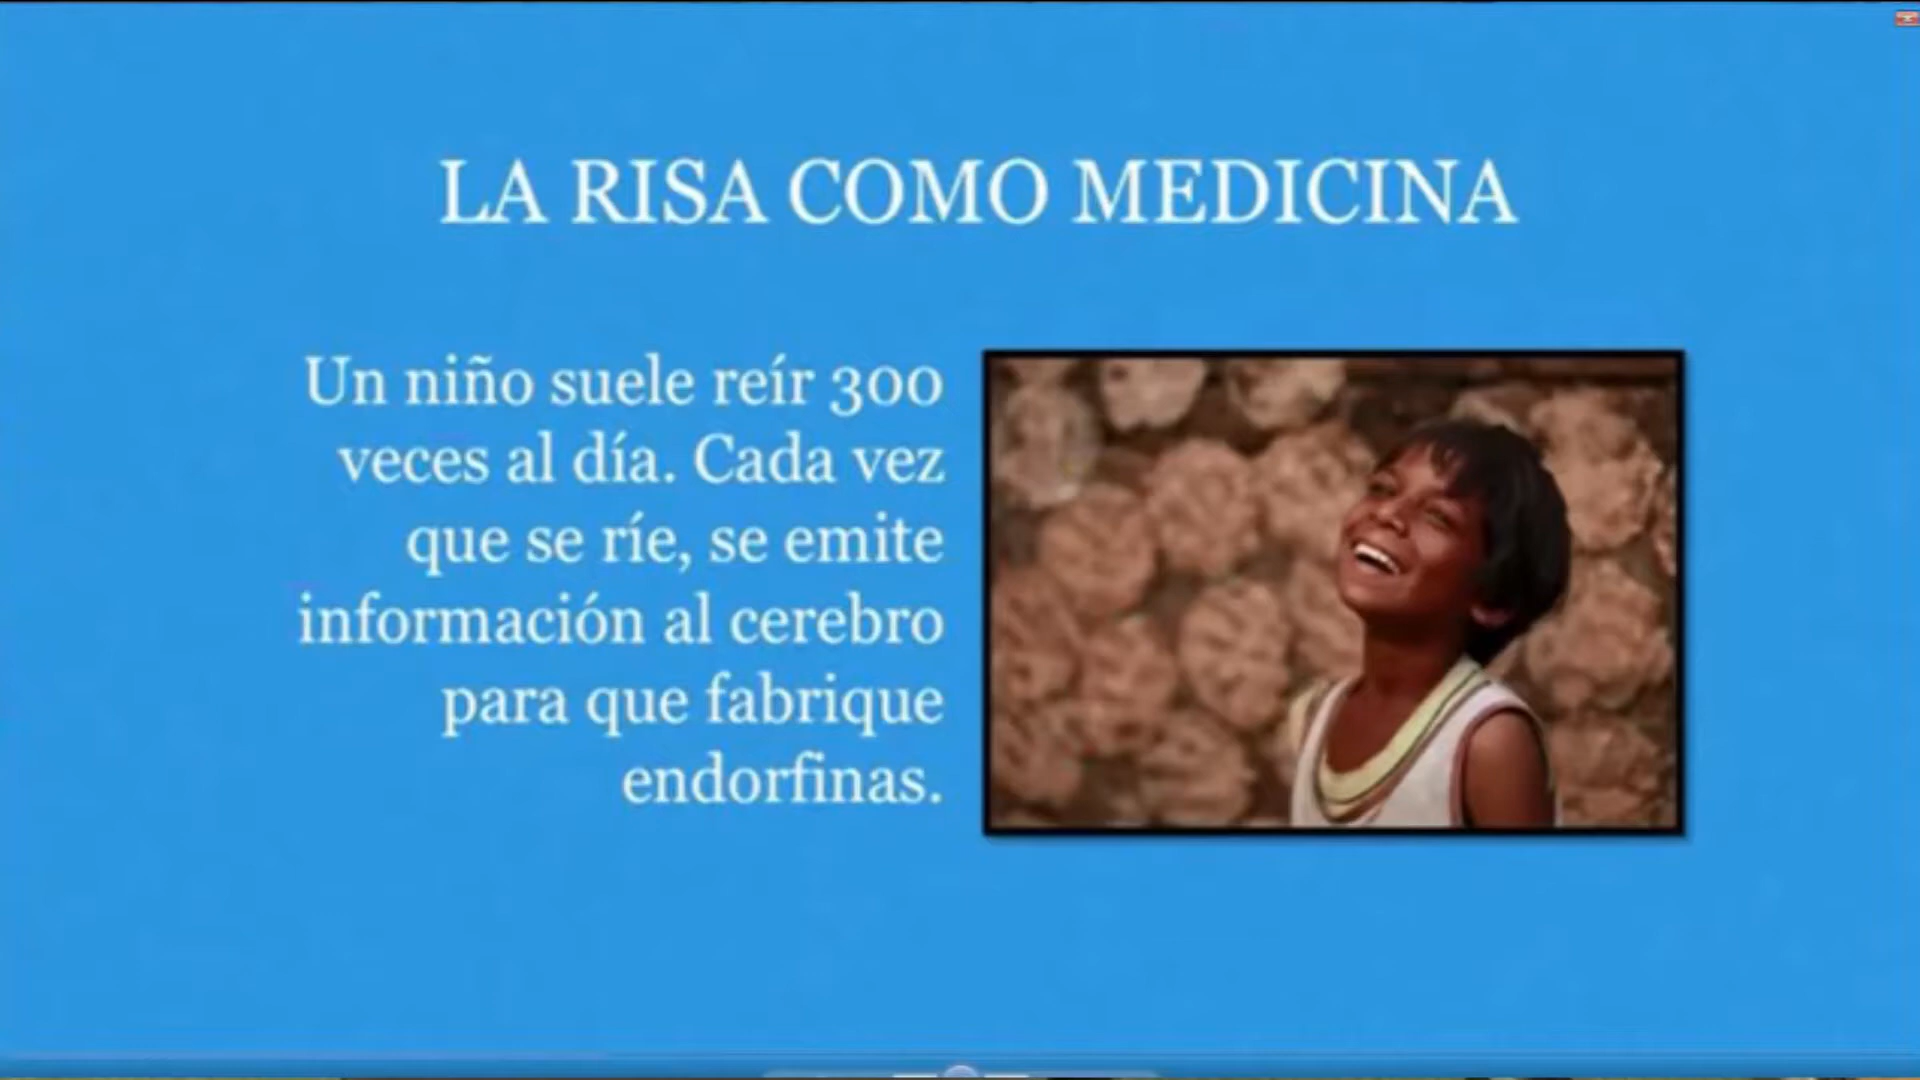 LA RISA COMO MEDICINA
Un niño suele reír 300
veces al día. Cada vez
que se ríe, se emite
información al cerebro
para que fabrique
endorfinas.